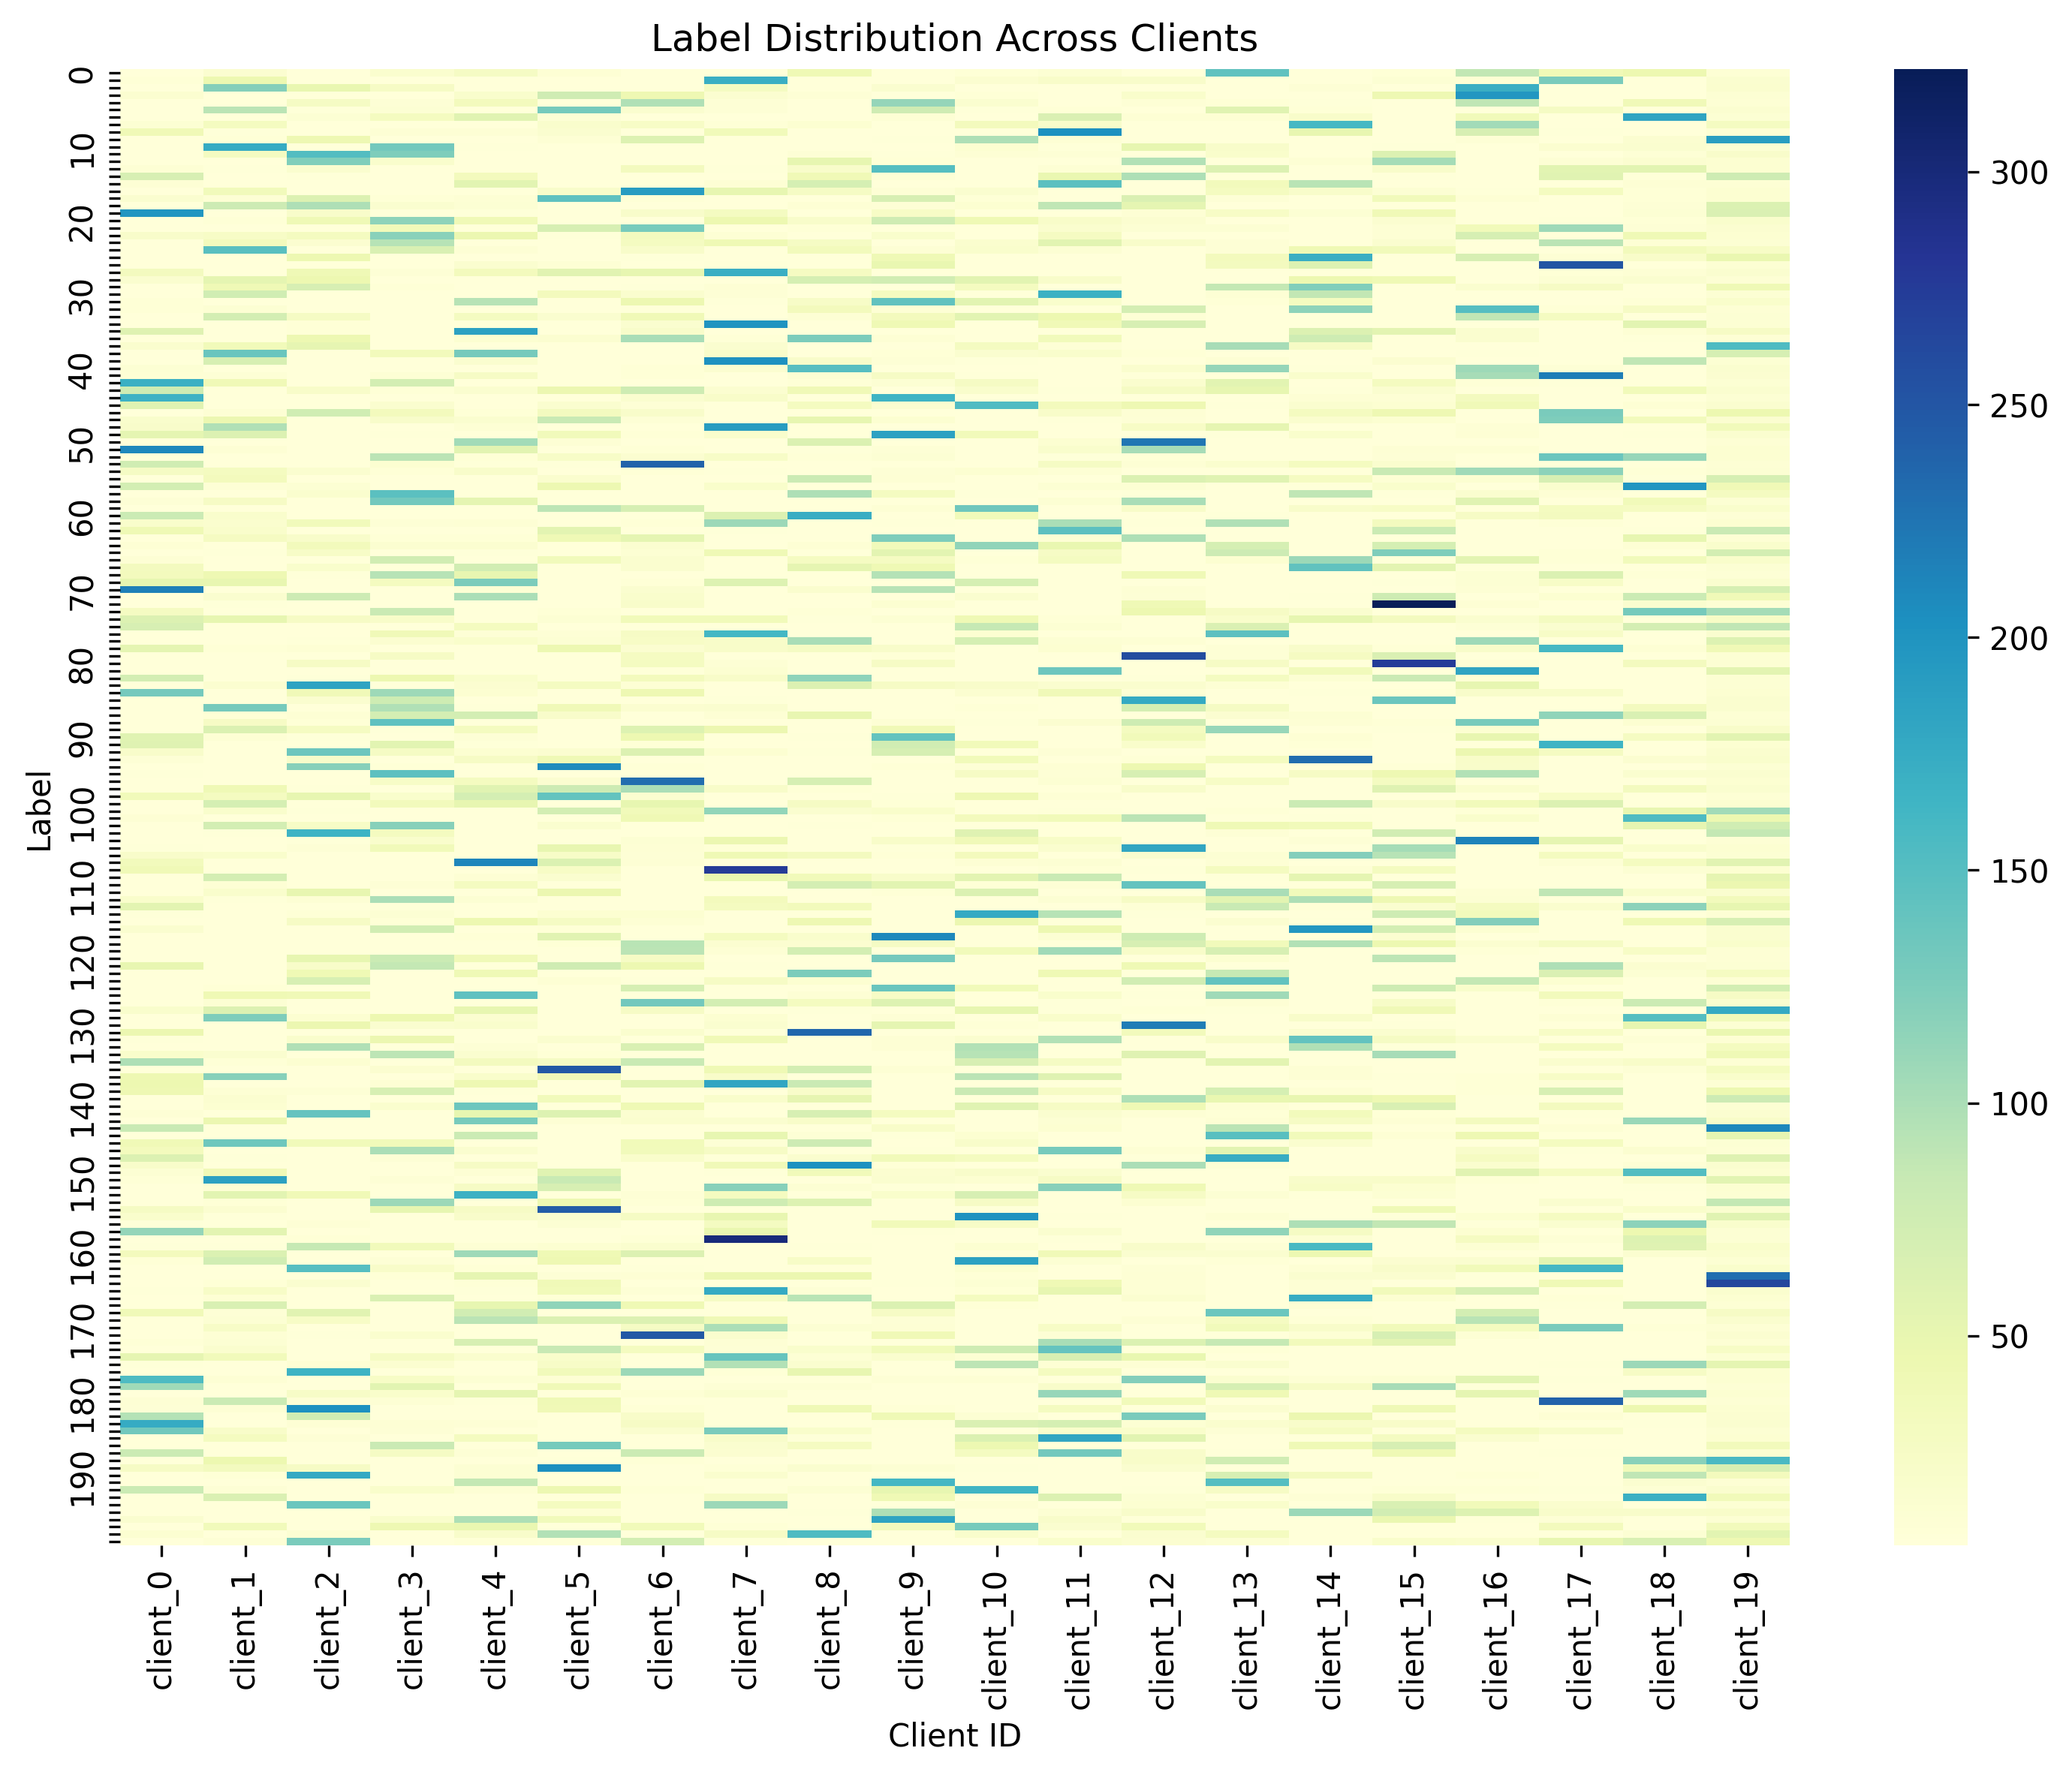 Label Distribution Across Clients
Label
0
10
20
30
40
50
60
70
80
90
100
110
120
130
140
150
160
170
180
190
client_0
client_1
client_2
client_3
client_4
client_5
client_6
client_7
client_8
client_9
client_10
client_11
client_12
client_13
client_14
client_15
client_16
client_17
client_18
client_19
Client ID
300
250
200
150
100
50